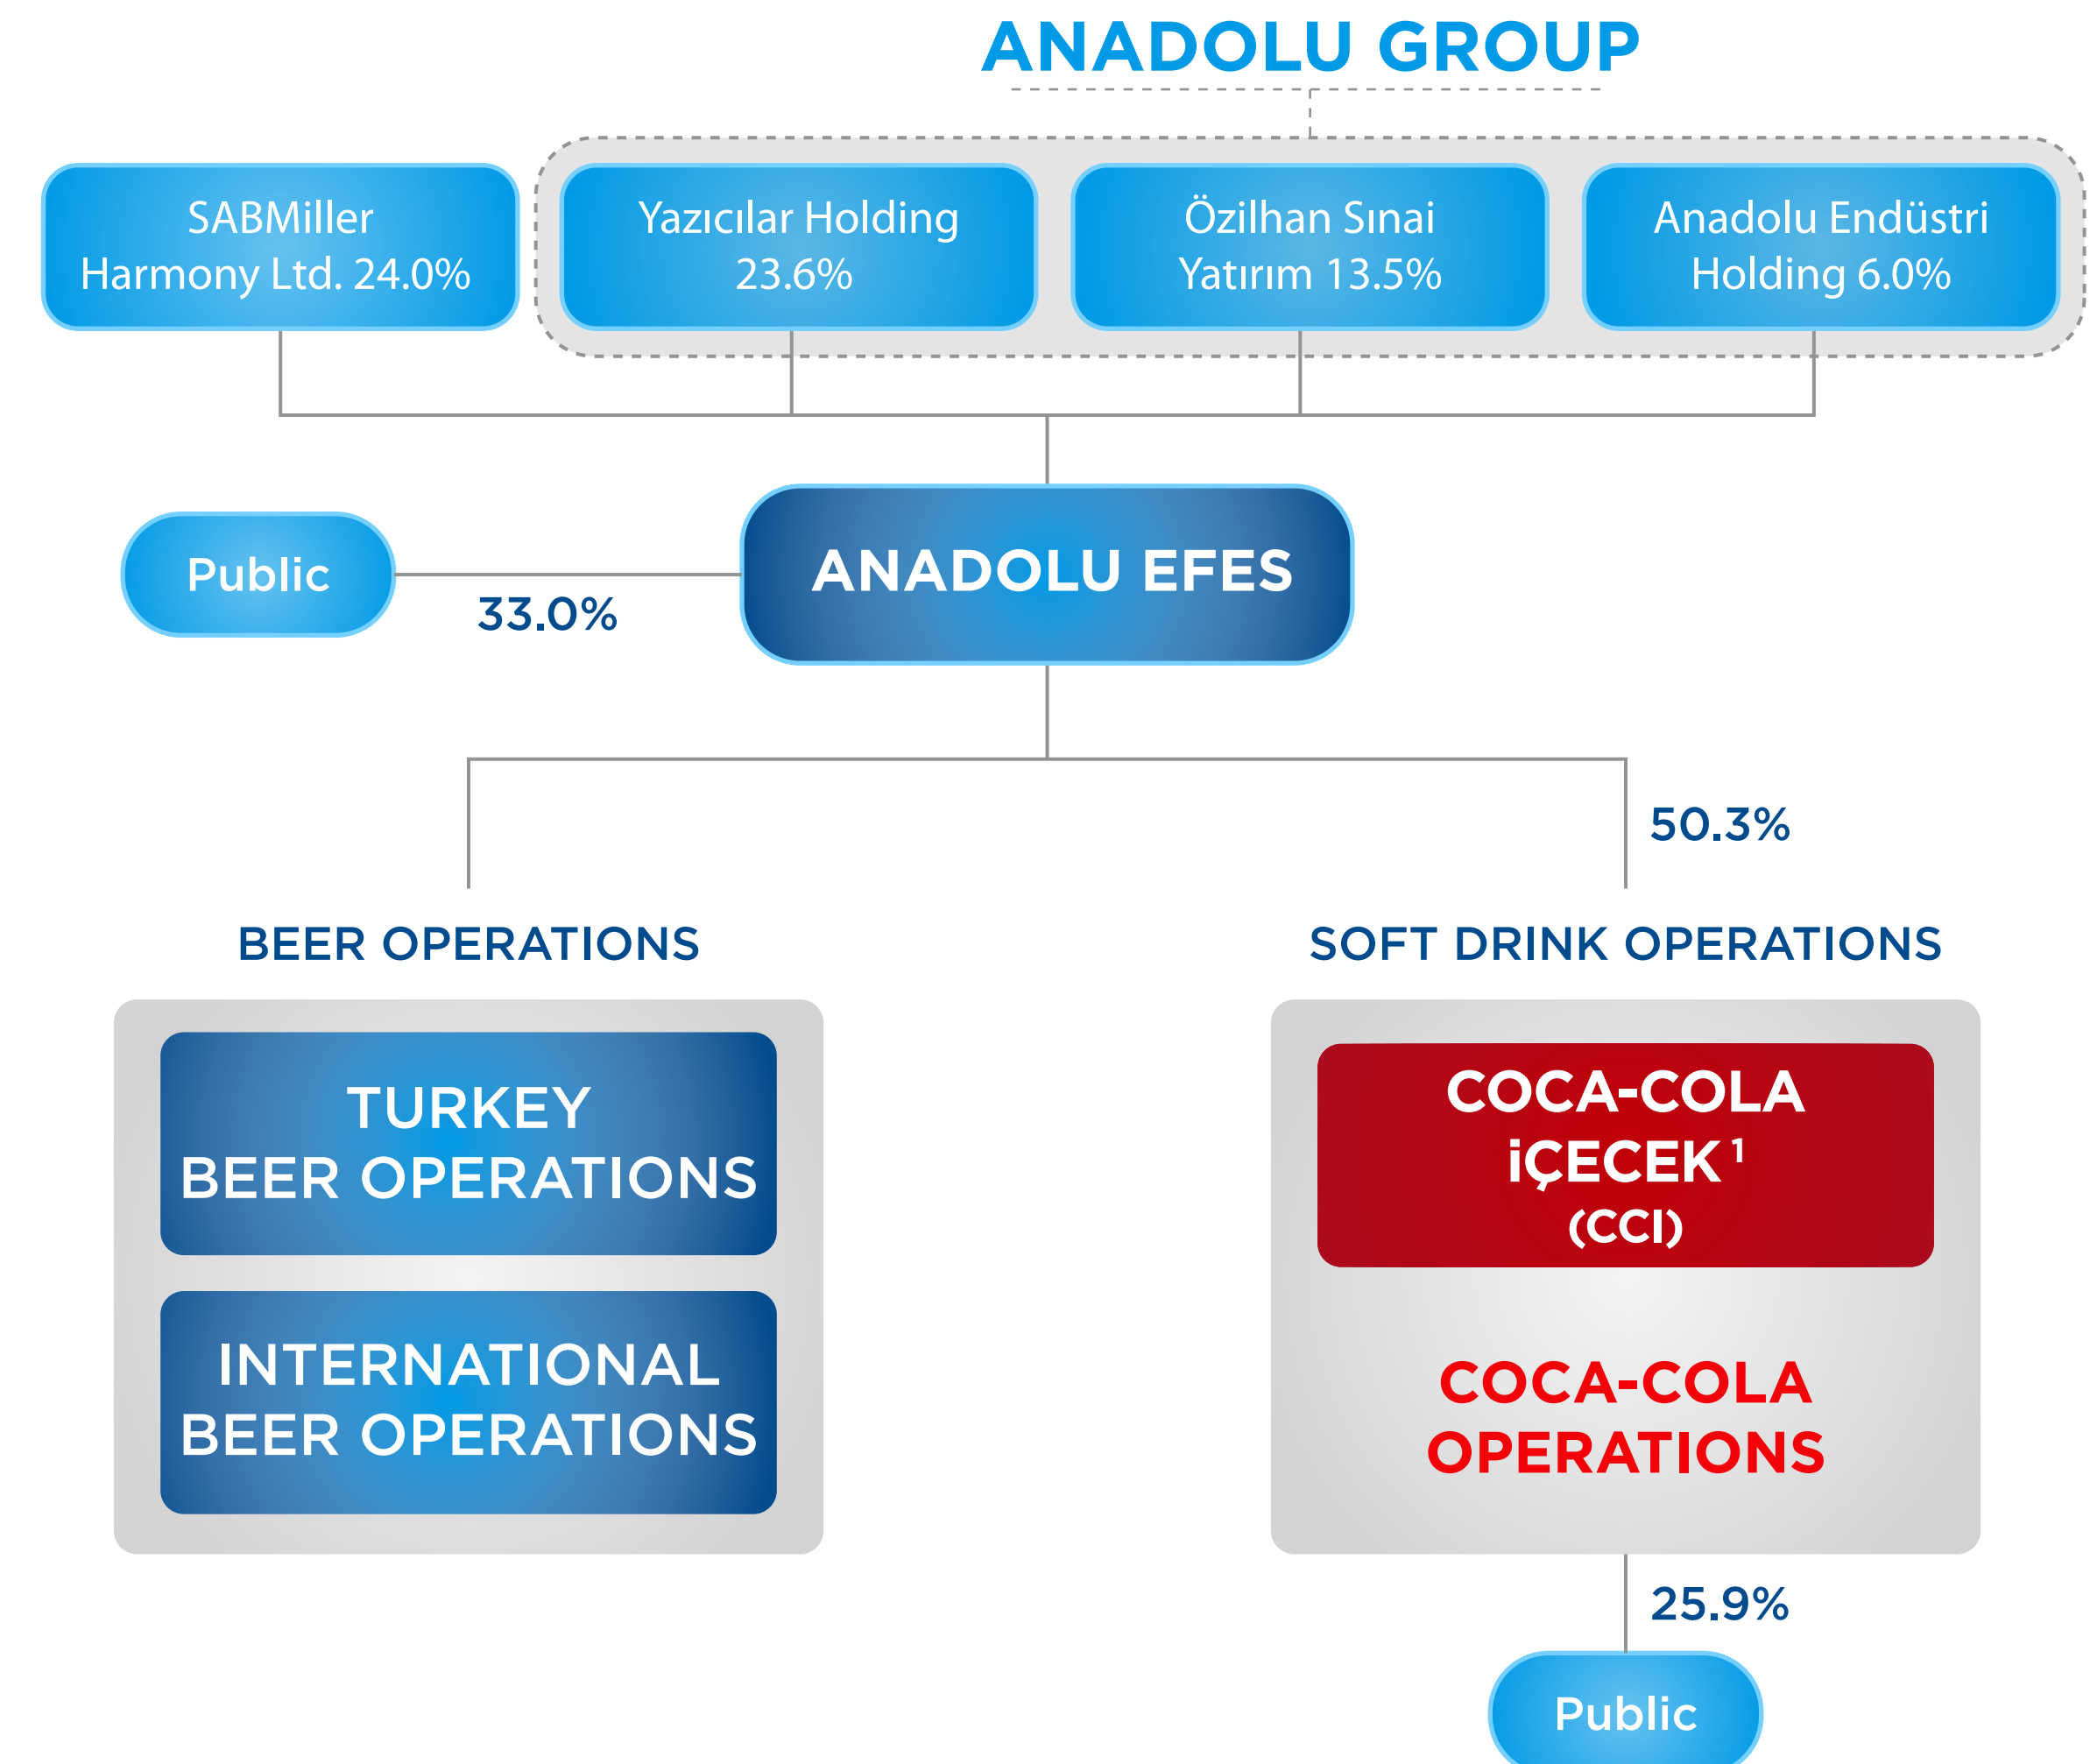 ANADOLU GROUP
SABMiller
Harmony Ltd. 24.0%
Yazıcılar Holding
23.6%
Özilhan Sınai
Yatırım 13.5%
Anadolu Endüstri
Holding 6.0%
Public
33.0%
ANADOLU EFES
50.3%
BEER OPERATIONS
TURKEY
BEER OPERATIONS
INTERNATIONAL
BEER OPERATIONS
SOFT DRINK OPERATIONS
COCA-COLA
iÇECEK ¹
(CCI)
COCA-COLA
OPERATIONS
25.9%
Public